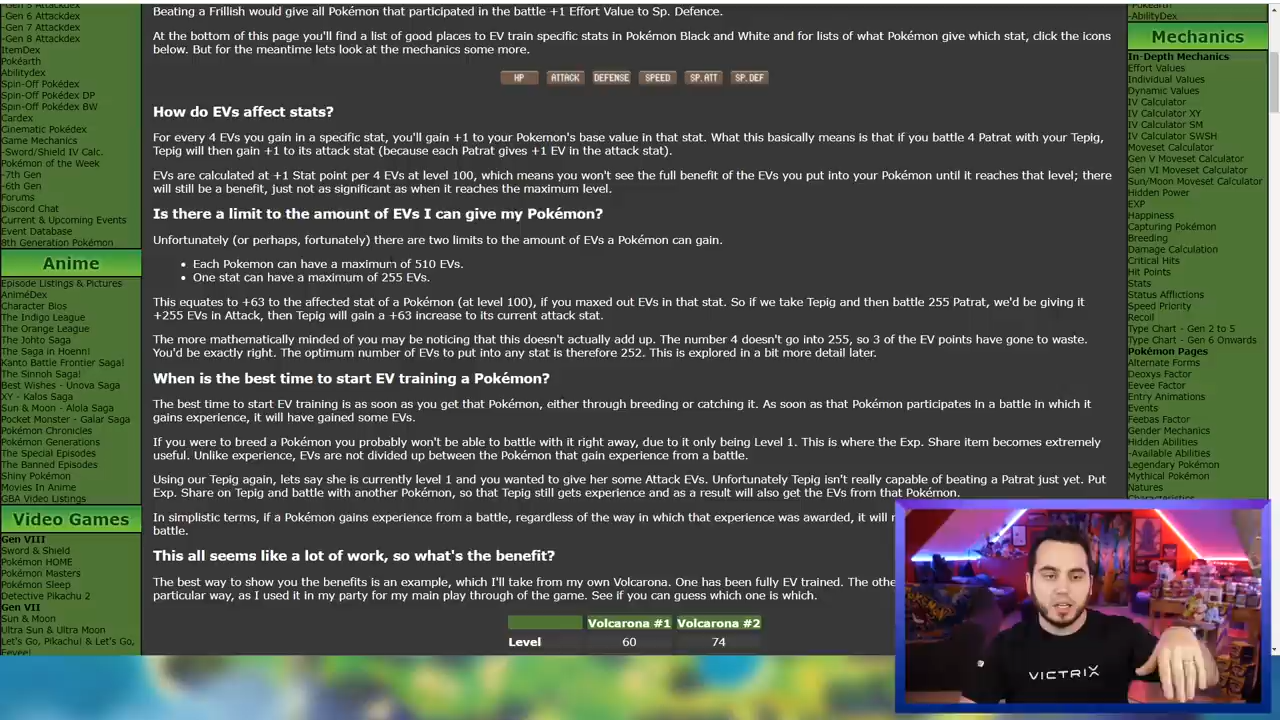 -Gen 6 Attackdex
-Gen 7 Attackdex
-Gen 8 Attackdex
ItemDex
Pokéarth
Abilitydex
Spin-Off Pokédex
Spin-Off Pokédex DP
Spin-Off Pokédex BW
Cardex
Cinematic Pokédex
Game Mechanics
-Sword/Shield IV Calc.
Pokémon of the Week
-7th Gen
-6th Gen
Forums
Discord Chat
Current & Upcoming Events
Event Database
8th Generation Pokémon
Anime
Episode Listings & Pictures
AniméDex
Character Bios
The Indigo League
The Orange League
The Johto Saga
The Saga in Hoenn!
Kanto Battle Frontier Saga!
The Sinnoh Saga!
Best Wishes - Unova Saga
XY - Kalos Saga
Sun & Moon - Alola Saga
Pocket Monster - Galar Saga
Pokémon Chronicles
Pokémon Generations
The Special Episodes
The Banned Episodes
Shiny Pokémon
Movies In Anime
GBA Video Listings
Video Games
Gen VIII
Sword & Shield
Pokémon HOME
Pokémon Masters
Pokémon Sleep
Detective Pikachu 2
Gen VII
Sun & Moon
Ultra Sun & Ultra Moon
Let's Go, Pikachu! & Let's Go,
Eevee!
Beating a Frillish would give all Pokémon that participated in the battle +1 Effort Value to Sp. Defence.
At the bottom of this page you'll find a list of good places to EV train specific stats in Pokémon Black and White and for lists of what Pokémon give which stat, click the icons
below. But for the meantime lets look at the mechanics some more.
HP ATTACK DEFENSE SPEED SP.ATT SP.DEF
How do EVs affect stats?
For every 4 EVs you gain in a specific stat, you'll gain +1 to your Pokemon's base value in that stat. What this basically means is that if you battle 4 Patrat with your Tepig,
Tepig will then gain +1 to its attack stat (because each Patrat gives +1 EV in the attack stat).
EVs are calculated at +1 Stat point per 4 EVs at level 100, which means you won't see the full benefit of the EVs you put into your Pokémon until it reaches that level; there
will still be a benefit, just not as significant as when it reaches the maximum level.
Is there a limit to the amount of EVs I can give my Pokémon?
Unfortunately (or perhaps, fortunately) there are two limits to the amount of EVs a Pokémon can gain.
• Each Pokemon can have a maximum of 510 EVs.
• One stat can have a maximum of 255 EVs.
This equates to +63 to the affected stat of a Pokémon (at level 100), if you maxed out EVs in that stat. So if we take Tepig and then battle 255 Patrat, we'd be giving it
+255 EVs in Attack, then Tepig will gain a +63 increase to its current attack stat.
The more mathematically minded of you may be noticing that this doesn't actually add up. The number 4 doesn't go into 255, so 3 of the EV points have gone to waste.
You'd be exactly right. The optimum number of EVs to put into any stat is therefore 252. This is explored in a bit more detail later.
When is the best time to start EV training a Pokémon?
The best time to start EV training is as soon as you get that Pokémon, either through breeding or catching it. As soon as that Pokémon participates in a battle in which it
gains experience, it will have gained some EVs.
If you were to breed a Pokémon you probably won't be able to battle with it right away, due to it only being Level 1. This is where the Exp. Share item becomes extremely
useful. Unlike experience, EVs are not divided up between the Pokémon that gain experience from a battle.
Using our Tepig again, lets say she is currently level 1 and you wanted to give her some Attack EVs. Unfortunately Tepig isn't really capable of beating a Patrat just yet. Put
Exp. Share on Tepig and battle with another Pokémon, so that Tepig still gets experience and as a result will also get the EVs from that Pokémon.
In simplistic terms, if a Pokémon gains experience from a battle, regardless of the way in which that experience was awarded, it will
battle.
This all seems like a lot of work, so what's the benefit?
The best way to show you the benefits is an example, which I'll take from my own Volcarona. One has been fully EV trained. The
particular way, as I used it in my party for my main play through of the game. See if you can guess which one is which.
Volcarona #1 Volcarona #2
Level 60 74
-AbilityDex
Mechanics
In-Depth Mechanics
Effort Values
Individual Values
Dynamic Values
IV Calculator
IV Calculator XY
IV Calculator SM
IV Calculator SWSH
Moveset Calculator
Gen V Moveset Calculator
Gen VI Moveset Calculator
Sun/Moon Moveset Calculator
Hidden Power
EXP
Happiness
Capturing Pokémon
Breeding
Damage Calculation
Critical Hits
Hit Points
Stats
Status Afflictions
Speed Priority
Recoil
Type Chart - Gen 2 to 5
Type Chart - Gen 6 Onwards
Pokémon Pages
Alternate Forms
Deoxys Factor
Eevee Factor
Entry Animations
Events
Feebas Factor
Gender Mechanics
Hidden Abilities
-Available Abilities
Legendary Pokémon
Mythical Pokémon
Natures
VICTRIX